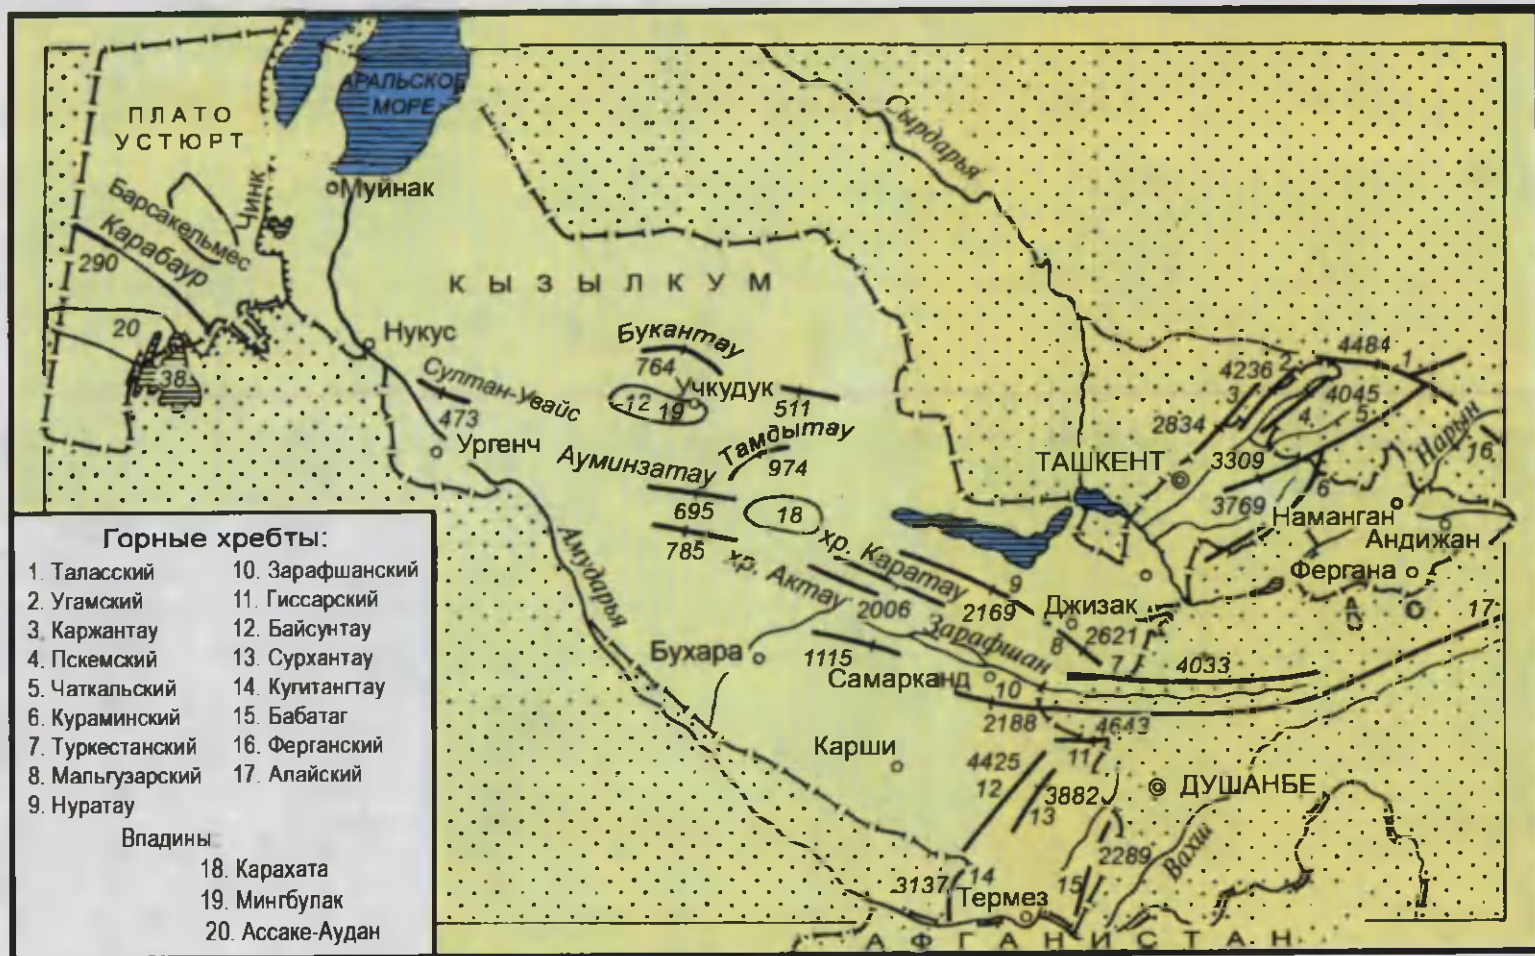 АРАЛЬСКОЕ
МОРЕ
ПЛАТО
УСТЮРТ
Чинк
Муйнак
Барсакельмес
Карабаур
290
20
38
Нукус
КЫЗЫЛКУМ
Сырдарья
Букантау
764
Учкудук
-12 19
511
Султан-Увайс
473
Ургенч
Тамдытау
974
Ауминзатау
695
18
785
хр. Каратау
хр. Актау
2006
9
2169
Амударья
Бухара
1115
Зарафшан
Самарканд
10
2188
4643
11
Карши
4425
12
3882
13
2289
15
14
3137
Термез
ДУШАНБЕ
Вахш
АФГАНИСТАН
Джизак
8
2621
7
4033
17
ТАШКЕНТ
4484
1
4236
2
3
4045
5
4
2834
3309
3769
6
Нарын
16
Наманган
Андижан
Фергана
Горные хребты:
1. Таласский
2. Угамский
3. Каржантау
4. Пскемский
5. Чаткальский
6. Кураминский
7. Туркестанский
8. Мальгузарский
9. Нуратау
10. Зарафшанский
11. Гиссарский
12. Байсунтау
13. Сурхантау
14. Кугитангтау
15. Бабатаг
16. Ферганский
17. Алайский
Впадины
18. Карахата
19. Мингбулак
20. Ассаке-Аудан